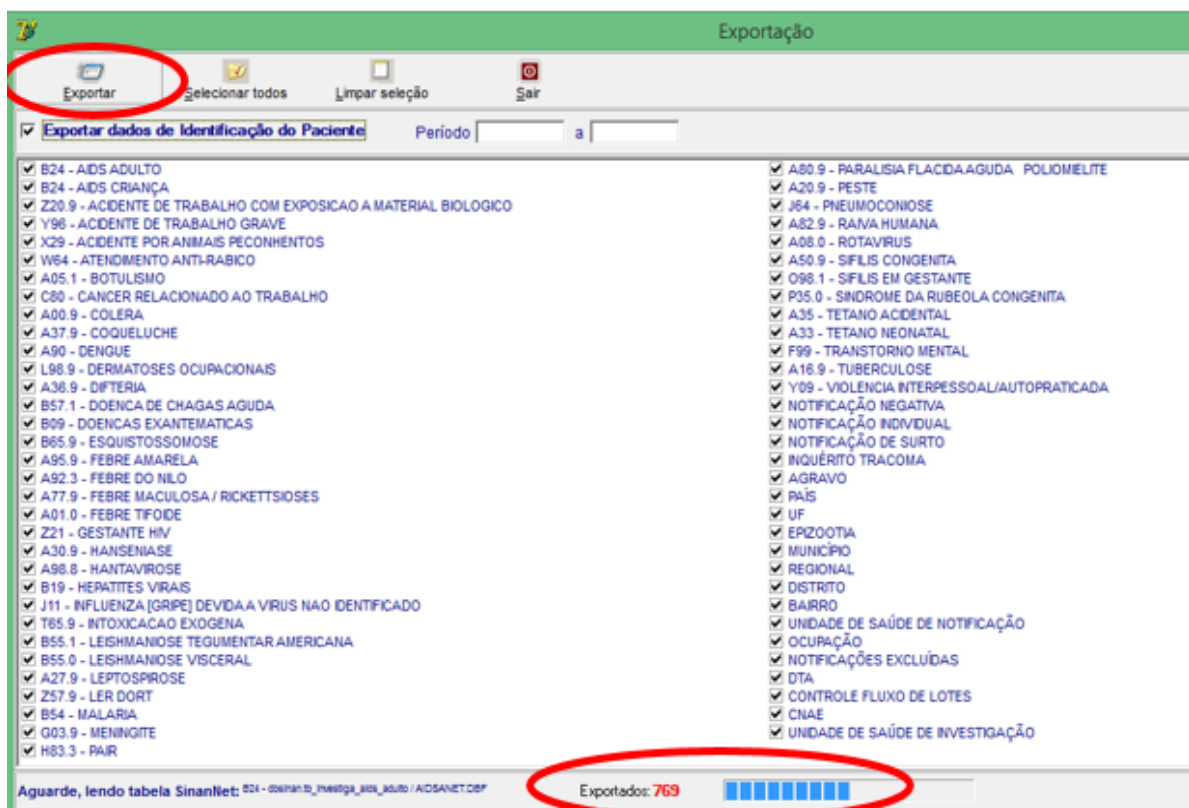 Exportação
Exportar
Selecionar todos
Limpar seleção
Sair
Exportar dados de Identificação do Paciente
Período
a
B24 - AIDS ADULTO
B24 - AIDS CRIANÇA
Z20.9 - ACIDENTE DE TRABALHO COM EXPOSICAO A MATERIAL BIOLOGICO
Y96 - ACIDENTE DE TRABALHO GRAVE
X29 - ACIDENTE POR ANIMAIS PECONHENTOS
W64 - ATENDIMENTO ANTI-RABICO
A05.1 - BOTULISMO
C80 - CANCER RELACIONADO AO TRABALHO
A00.9 - COLERA
A37.9 - COQUELUCHE
A90 - DENGUE
L98.9 - DERMATOSES OCUPACIONAIS
A36.9 - DIFTERIA
B57.1 - DOENCA DE CHAGAS AGUDA
B09 - DOENCAS EXANTEMATICAS
B65.9 - ESQUISTOSSOMOSE
A95.9 - FEBRE AMARELA
A92.3 - FEBRE DO NILO
A77.9 - FEBRE MACULOSA / RICKETTSIOSES
A01.0 - FEBRE TIFOIDE
Z21 - GESTANTE HIV
A30.9 - HANSENIASE
A98.8 - HANTAVIROSE
B19 - HEPATITES VIRAIS
J11 - INFLUENZA [GRIPE] DEVIDA A VIRUS NAO IDENTIFICADO
T65.9 - INTOXICACAO EXOGENA
B55.1 - LEISHMANIOSE TEGUMENTAR AMERICANA
B55.0 - LEISHMANIOSE VISCERAL
A27.9 - LEPTOSPIROSE
Z57.9 - LER DORT
B54 - MALARIA
G03.9 - MENINGITE
H83.3 - PAIR
A80.9 - PARALISIA FLACIDA AGUDA POLIOMIELITE
A20.9 - PESTE
J64 - PNEUMOCONIOSE
A82.9 - RAIVA HUMANA
A08.0 - ROTAVIRUS
A50.9 - SIFILIS CONGENITA
O98.1 - SIFILIS EM GESTANTE
P35.0 - SINDROME DA RUBEOLA CONGENITA
A35 - TETANO ACIDENTAL
A33 - TETANO NEONATAL
F99 - TRANSTORNO MENTAL
A16.9 - TUBERCULOSE
Y09 - VIOLENCIA INTERPESSOAL/AUTOPRATICADA
NOTIFICAÇÃO NEGATIVA
NOTIFICAÇÃO INDIVIDUAL
NOTIFICAÇÃO DE SURTO
INQUÉRITO TRACOMA
AGRAVO
PAÍS
UF
EPIZOOTIA
MUNICÍPIO
REGIONAL
DISTRITO
BAIRRO
UNIDADE DE SAÚDE DE NOTIFICAÇÃO
OCUPAÇÃO
NOTIFICAÇÕES EXCLUÍDAS
DTA
CONTROLE FLUXO DE LOTES
CNAE
UNIDADE DE SAÚDE DE INVESTIGAÇÃO
Aguarde, lendo tabela SinanNet: B24 - dbsinan.tb_investiga_aids_adulto / AIDSANET.DBF
Exportados: 769